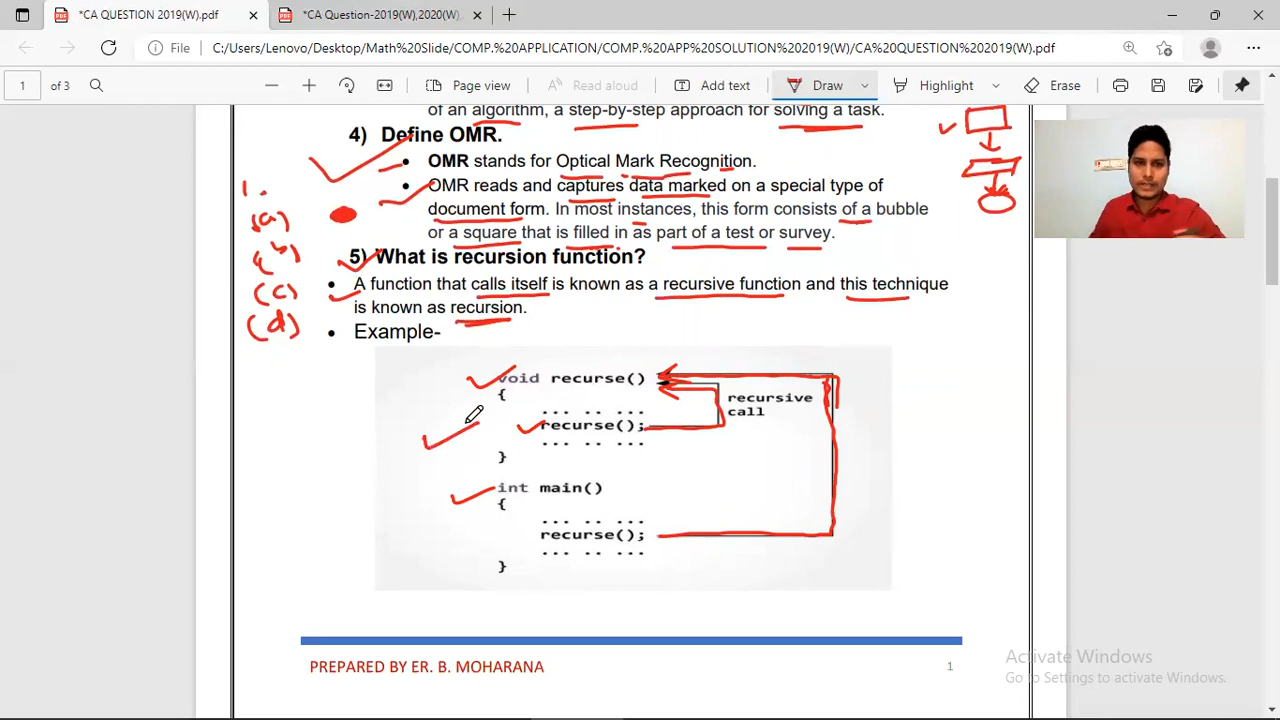 *CA QUESTION 2019(W).pdf
*CA Question-2019(W),2020(W).
File
C:/Users/Lenovo/Desktop/Math%20Slide/COMP.%20APPLICATION/COMP.%20APP%20SOLUTION%202019(W)/CA%20QUESTION%202019(W).pdf
1 of 3
Page view
Read aloud
Add text
Draw
Highlight
Erase
of an algorithm, a step-by-step approach for solving a task.
4) Define OMR.
• OMR stands for Optical Mark Recognition.
• OMR reads and captures data marked on a special type of
document form. In most instances, this form consists of a bubble
or a square that is filled in as part of a test or survey.
1.
(a)
(b)
(c)
(d)
5) What is recursion function?
• A function that calls itself is known as a recursive function and this technique
is known as recursion.
• Example-
void recurse()
{
... .. ...
recurse();
... .. ...
}
recursive
call
int main()
{
... .. ...
recurse();
... .. ...
}
PREPARED BY ER. B. MOHARANA
1
Activate Windows
Go to Settings to activate Windows.